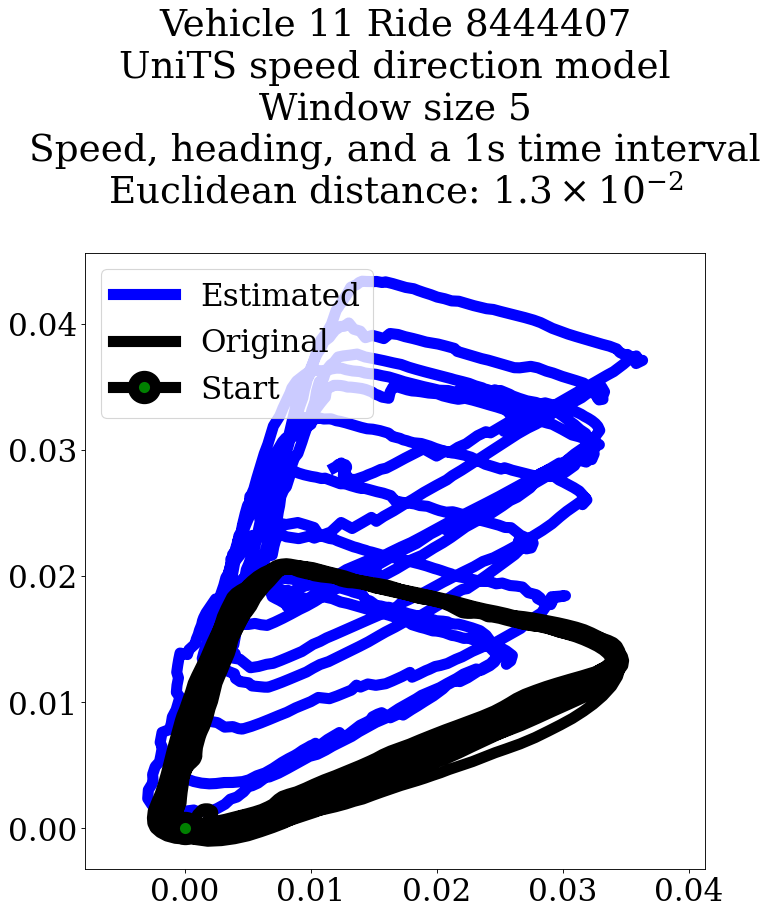 Vehicle 11 Ride 8444407
UniTS speed direction model
Window size 5
Speed, heading, and a 1s time interval
Euclidean distance: 1.3 × 10⁻²
Estimated
Original
Start
0.04
0.03
0.02
0.01
0.00
0.00 0.01 0.02 0.03 0.04